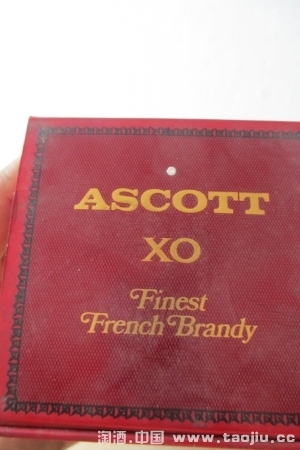 ASCOTT
XO
Finest
French Brandy
淘酒.中国 www.taojiu.cc